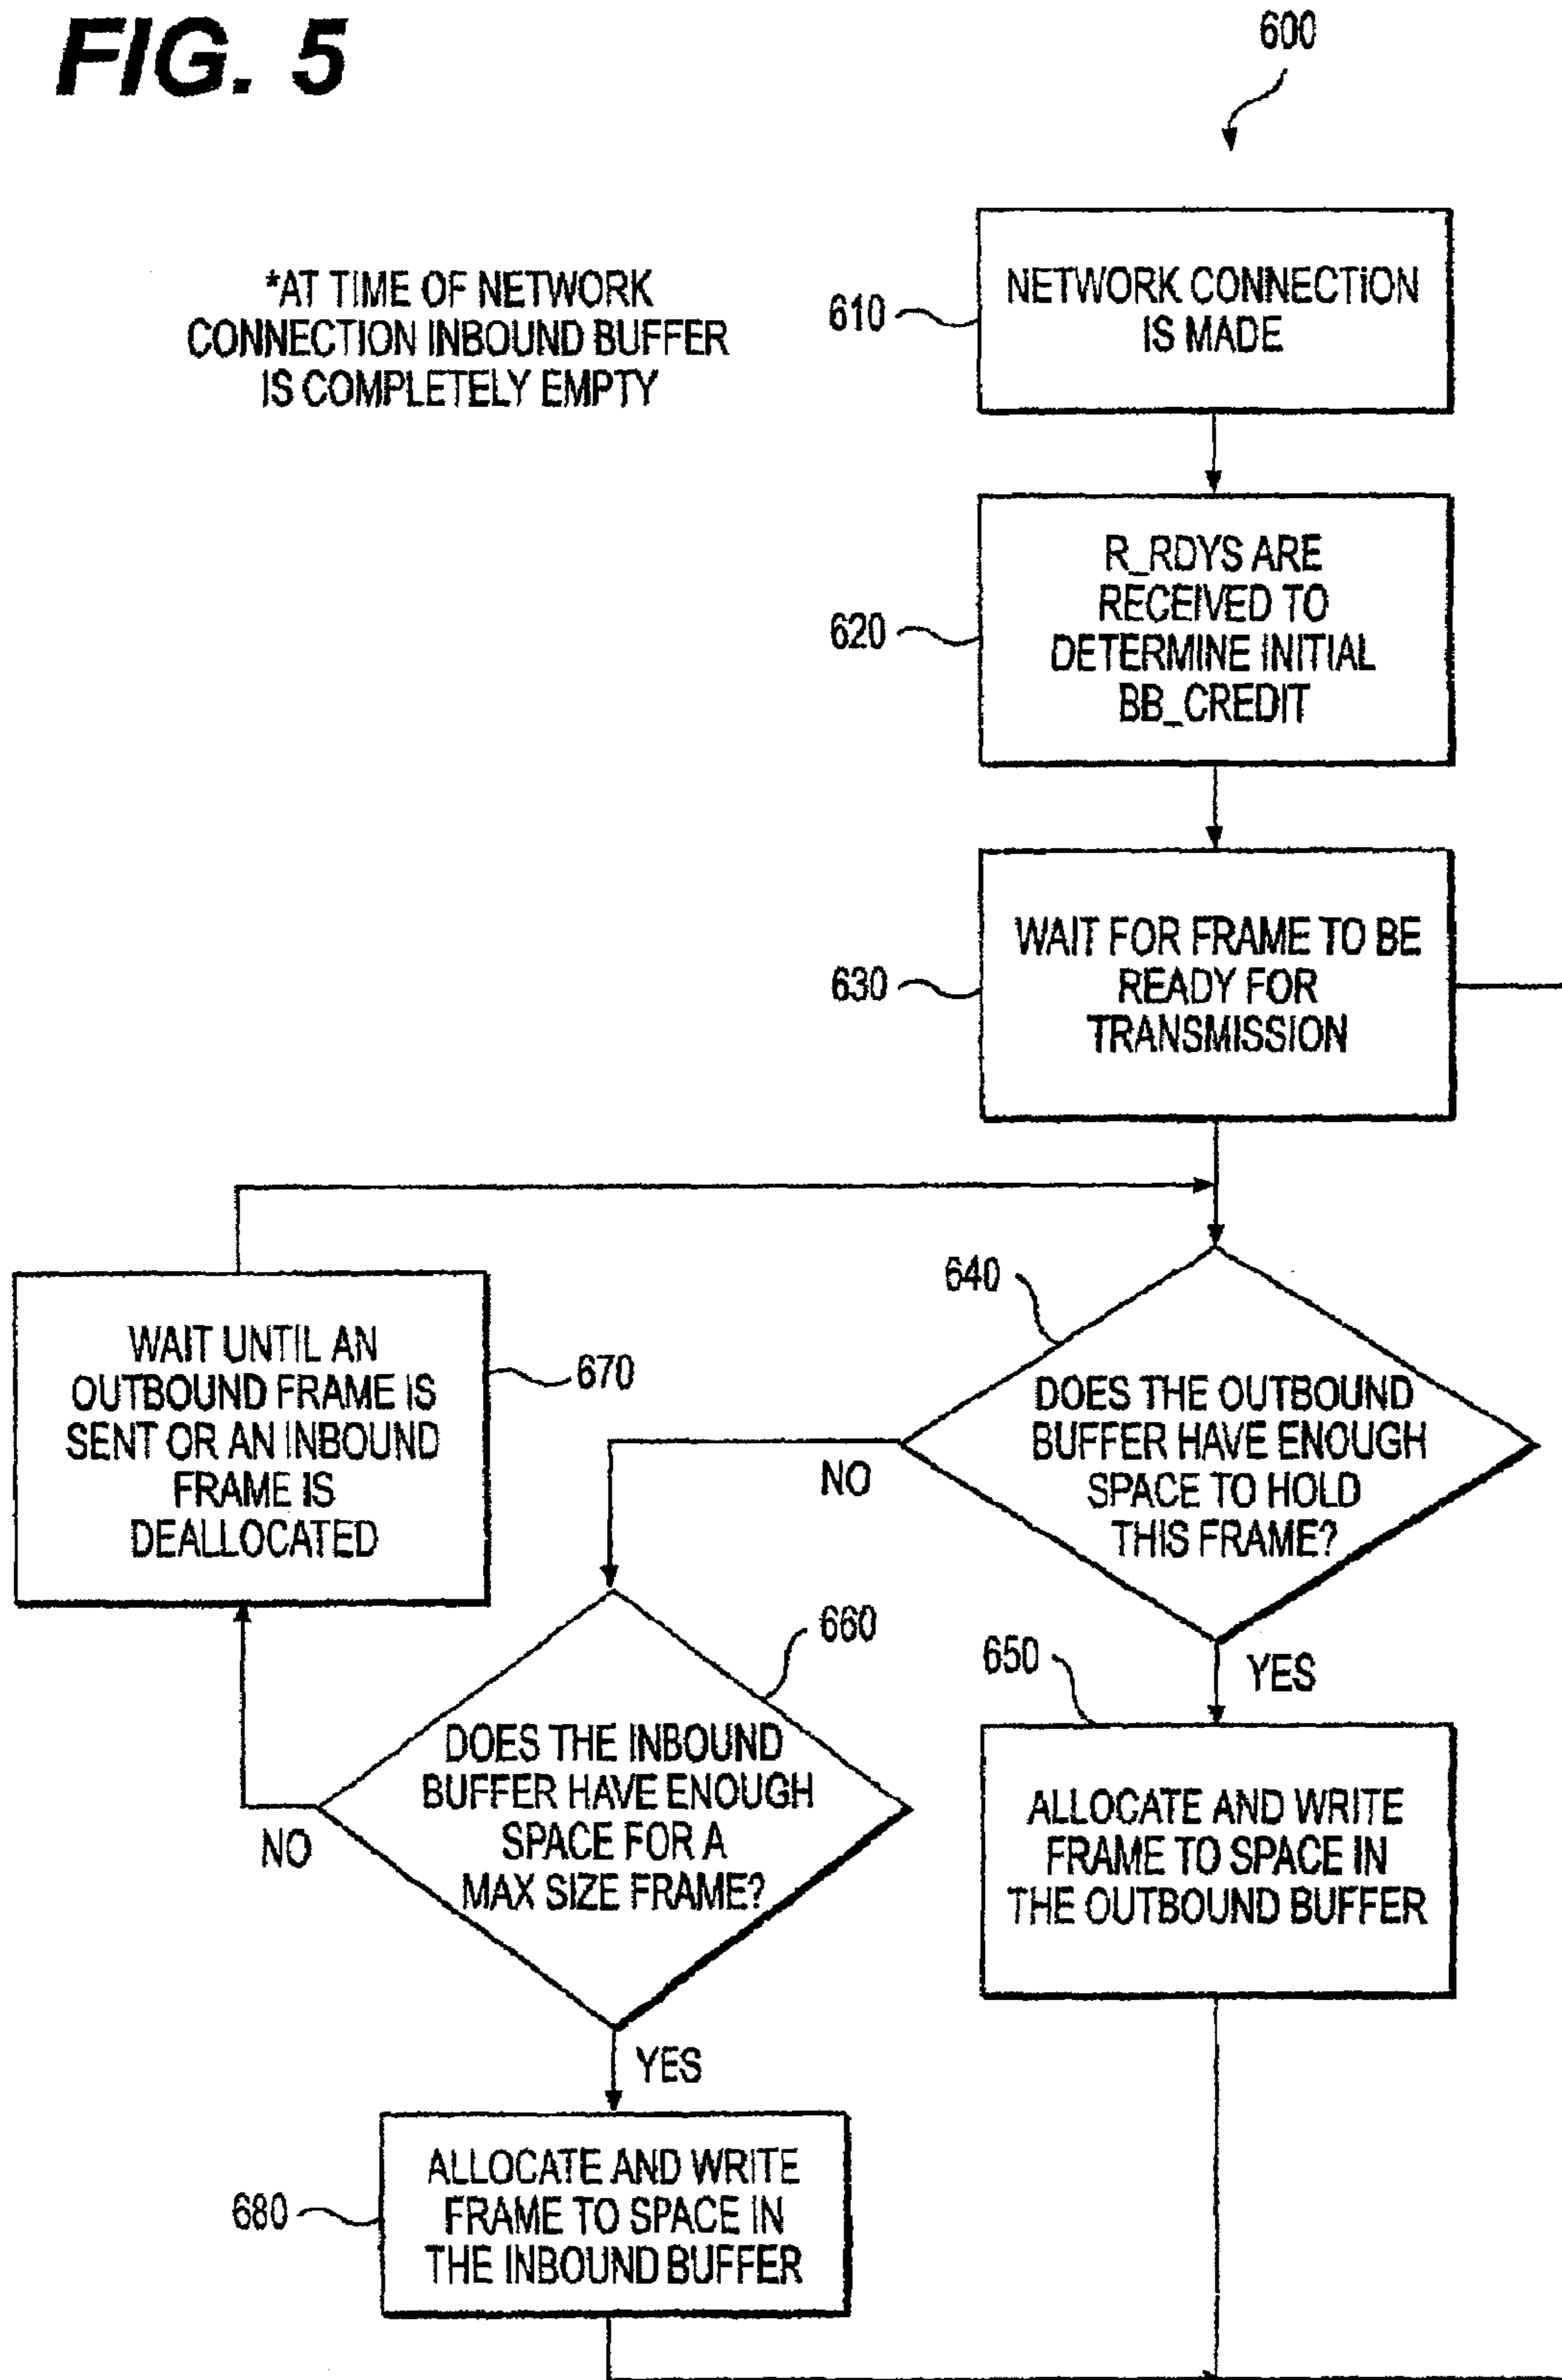 FIG. 5
600
*AT TIME OF NETWORK
CONNECTION INBOUND BUFFER
IS COMPLETELY EMPTY
610
NETWORK CONNECTION
IS MADE
620
R_RDYS ARE
RECEIVED TO
DETERMINE INITIAL
BB_CREDIT
630
WAIT FOR FRAME TO BE
READY FOR
TRANSMISSION
640
DOES THE OUTBOUND
BUFFER HAVE ENOUGH
SPACE TO HOLD
THIS FRAME?
NO
YES
WAIT UNTIL AN
OUTBOUND FRAME IS
SENT OR AN INBOUND
FRAME IS
DEALLOCATED
670
660
DOES THE INBOUND
BUFFER HAVE ENOUGH
SPACE FOR A
MAX SIZE FRAME?
NO
YES
650
ALLOCATE AND WRITE
FRAME TO SPACE IN
THE OUTBOUND BUFFER
680
ALLOCATE AND WRITE
FRAME TO SPACE IN
THE INBOUND BUFFER